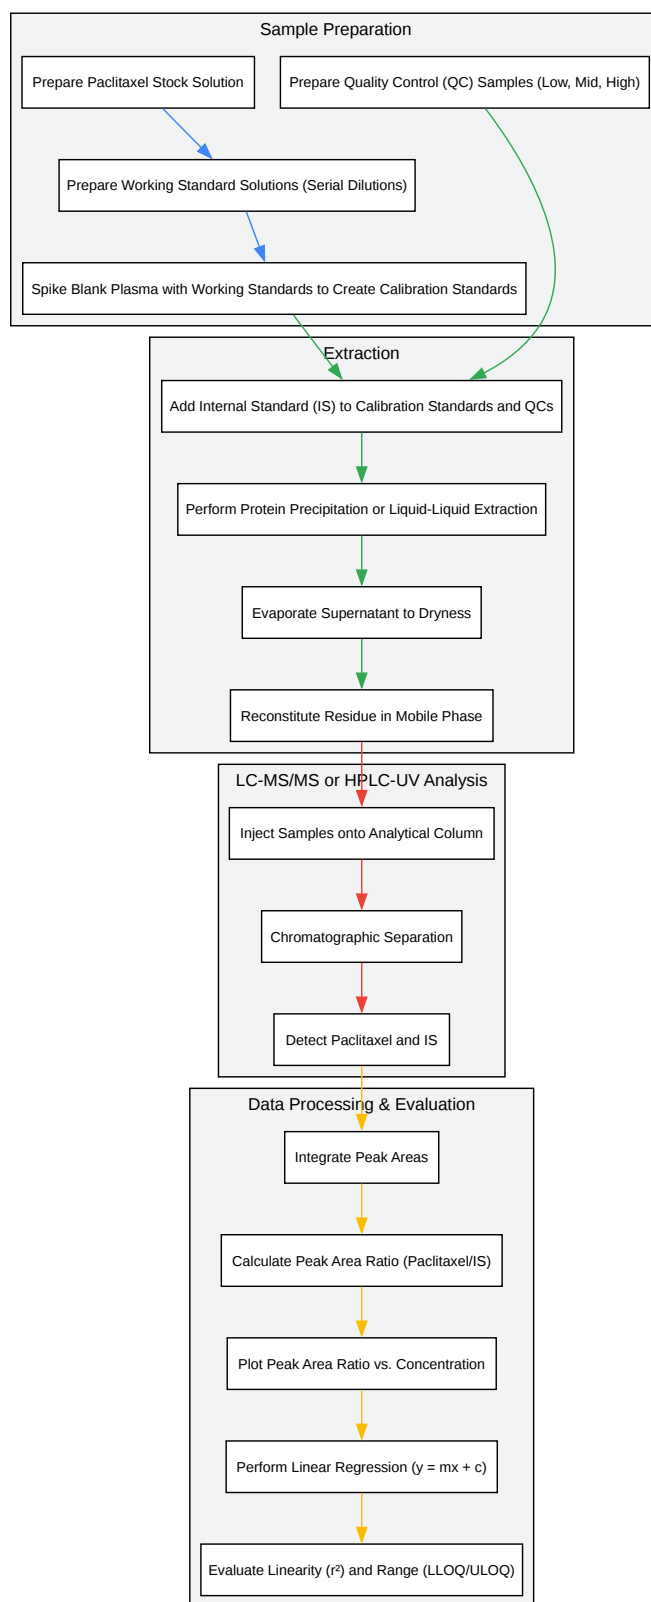 Sample Preparation
Prepare Paclitaxel Stock Solution
Prepare Quality Control (QC) Samples (Low, Mid, High)
Prepare Working Standard Solutions (Serial Dilutions)
Spike Blank Plasma with Working Standards to Create Calibration Standards
Extraction
Add Internal Standard (IS) to Calibration Standards and QCs
Perform Protein Precipitation or Liquid-Liquid Extraction
Evaporate Supernatant to Dryness
Reconstitute Residue in Mobile Phase
LC-MS/MS or HPLC-UV Analysis
Inject Samples onto Analytical Column
Chromatographic Separation
Detect Paclitaxel and IS
Data Processing & Evaluation
Integrate Peak Areas
Calculate Peak Area Ratio (Paclitaxel/IS)
Plot Peak Area Ratio vs. Concentration
Perform Linear Regression (y = mx + c)
Evaluate Linearity (r²) and Range (LLOQ/ULOQ)